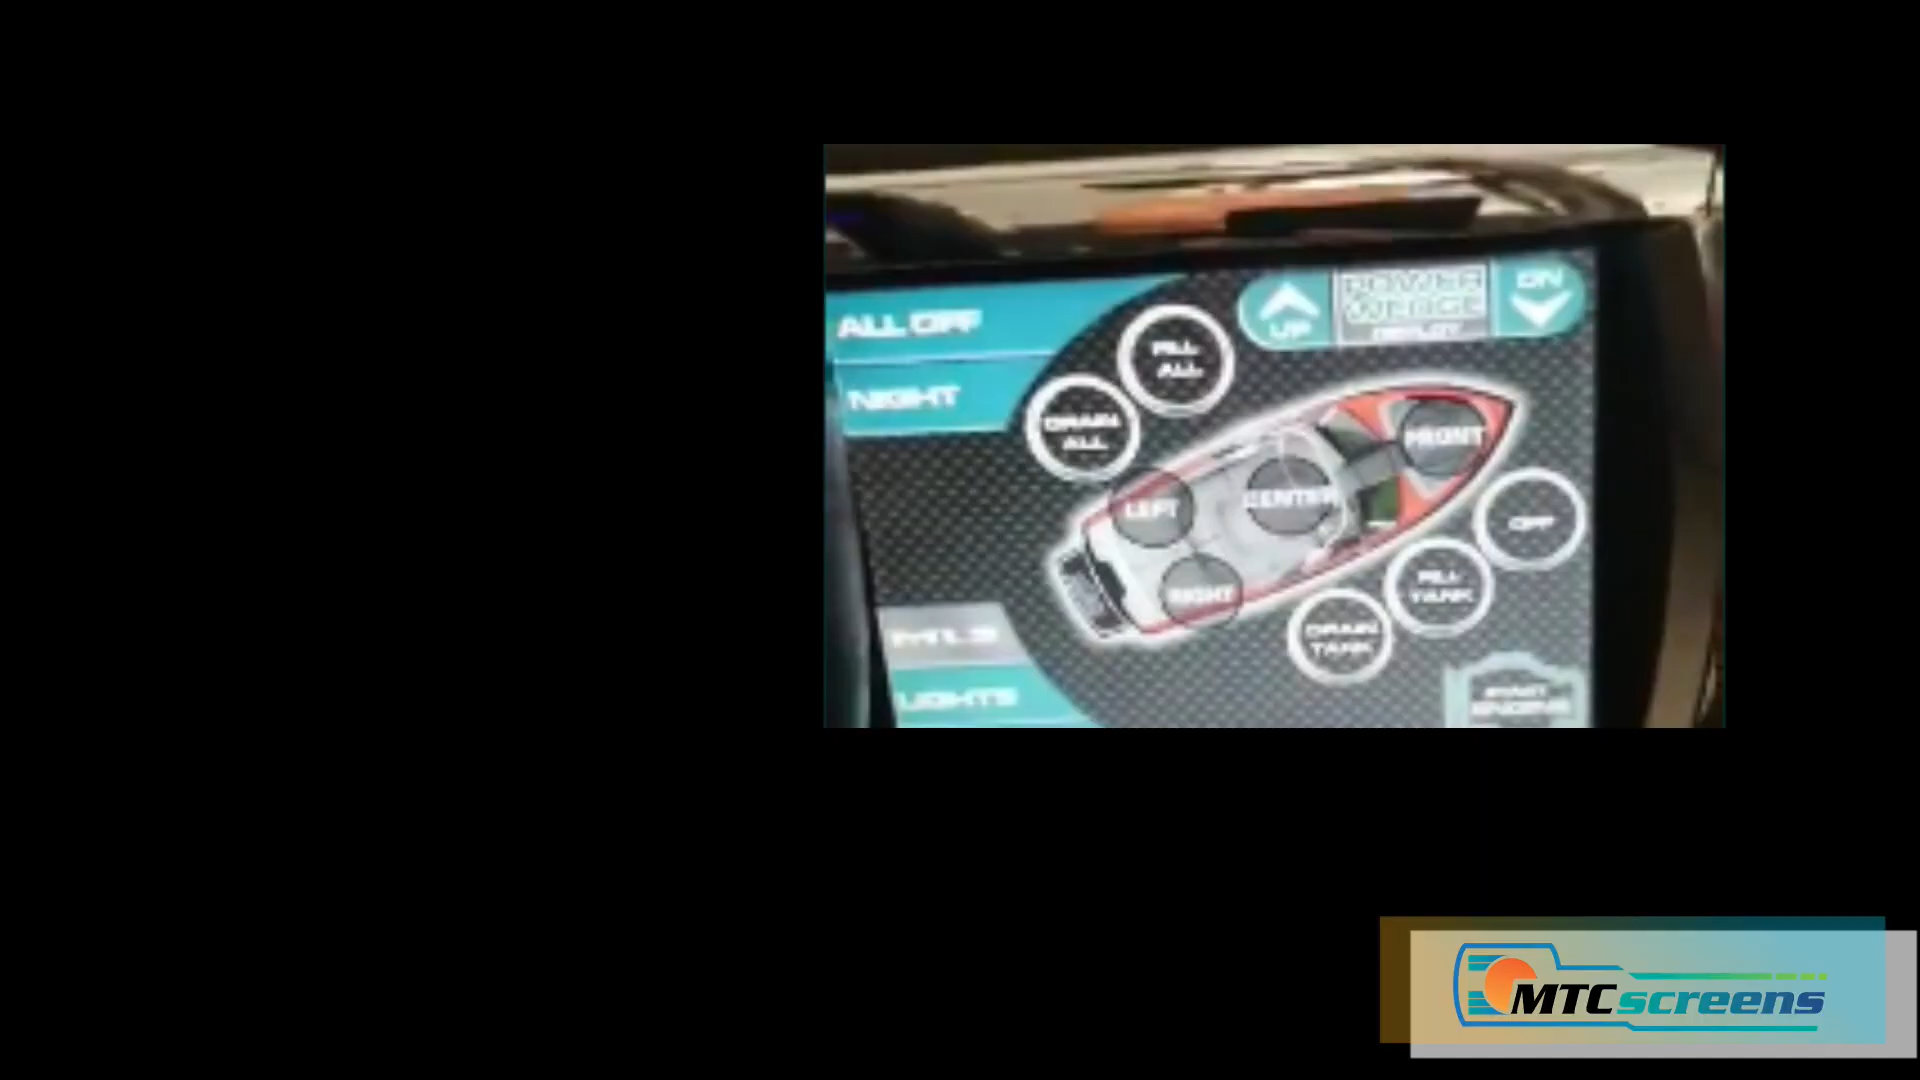 ALL OFF
NIGHT
FILL
ALL
DRAIN
ALL
UP
POWER
WEDGE
DEPLOY
DN
FRONT
CENTER
LEFT
RIGHT
OFF
FILL
TANK
DRAIN
TANK
LIGHTS
START
ENGINE
MTCscreens